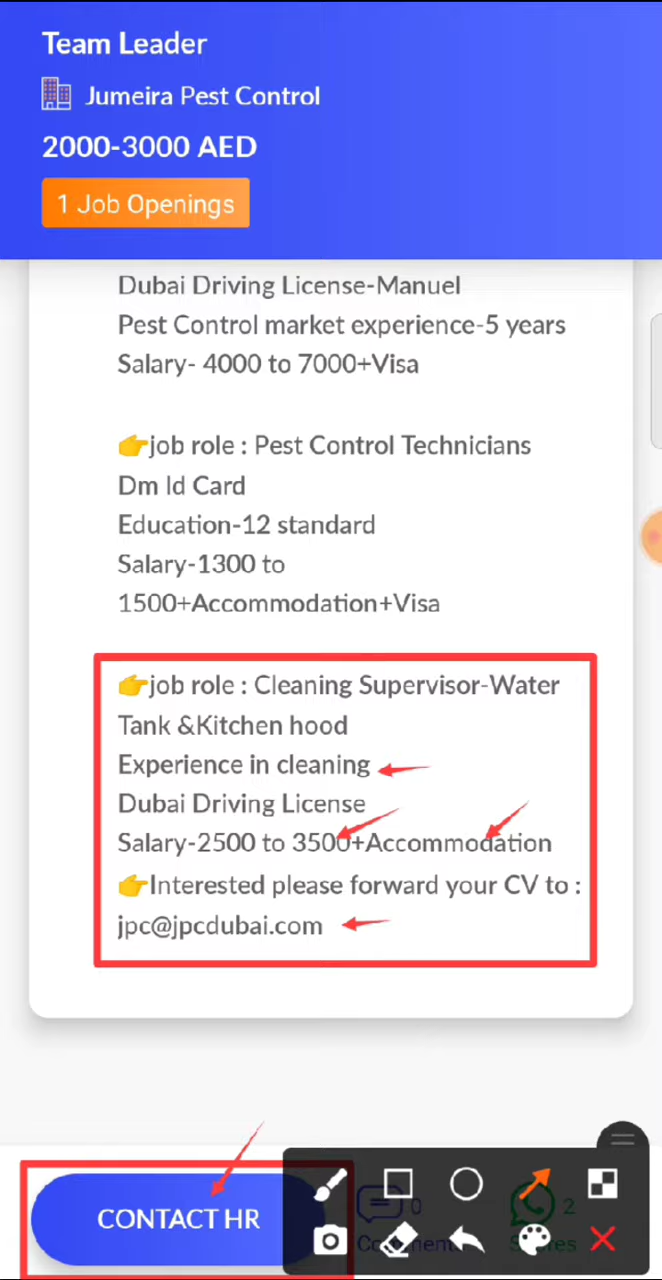 Team Leader
Jumeira Pest Control
2000-3000 AED
1 Job Openings
Dubai Driving License-Manuel
Pest Control market experience-5 years
Salary- 4000 to 7000+Visa
👉job role : Pest Control Technicians
Dm Id Card
Education-12 standard
Salary-1300 to
1500+Accommodation+Visa
👉job role : Cleaning Supervisor-Water
Tank &Kitchen hood
Experience in cleaning
Dubai Driving License
Salary-2500 to 3500+Accommodation
👉Interested please forward your CV to :
jpc@jpcdubai.com
CONTACT HR
0
2